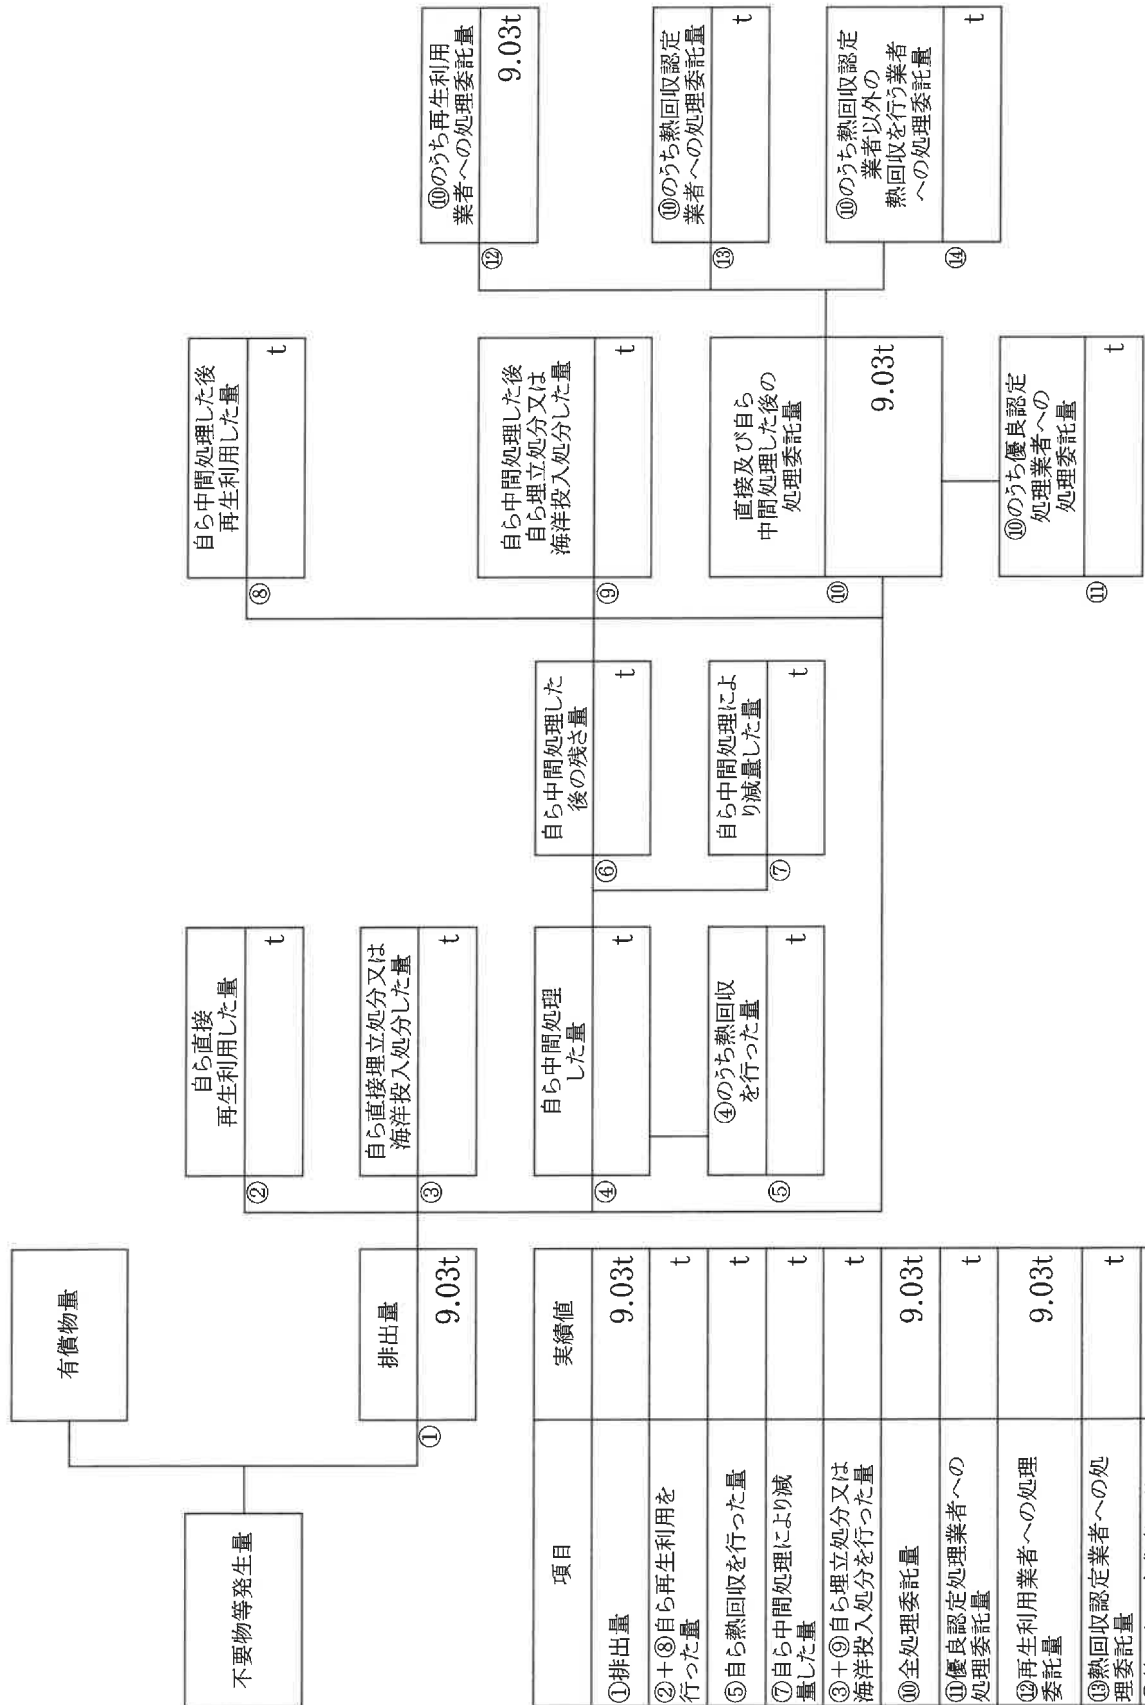 不要物等発生量
有償物量
排出量
①
9.03t
自ら直接
再生利用した量
②
t
自ら直接埋立処分又は
海洋投入処分した量
③
t
自ら中間処理
した量
④
t
④のうち熱回収
を行った量
⑤
t
自ら中間処理した
後の残さ量
⑥
t
自ら中間処理によ
り減量した量
⑦
t
自ら中間処理した後
再生利用した量
⑧
t
自ら中間処理した後
自ら埋立処分又は
海洋投入処分した量
⑨
t
直接及び自ら
中間処理した後の
処理委託量
⑩
9.03t
⑩のうち優良認定
処理業者への
処理委託量
⑪
t
⑩のうち再生利用
業者への処理委託量
⑫
9.03t
⑩のうち熱回収認定
業者への処理委託量
⑬
t
⑩のうち熱回収認定
業者以外の
熱回収を行う業者
への処理委託量
⑭
t
項目
実績値
①排出量
9.03t
②+⑧自ら再生利用を
行った量
t
⑤自ら熱回収を行った量
t
⑦自ら中間処理により減
量した量
t
③+⑨自ら埋立処分又は
海洋投入処分を行った量
t
⑩全処理委託量
9.03t
⑪優良認定処理業者への
処理委託量
t
⑫再生利用業者への処理
委託量
9.03t
⑬熱回収認定業者への処
理委託量
t